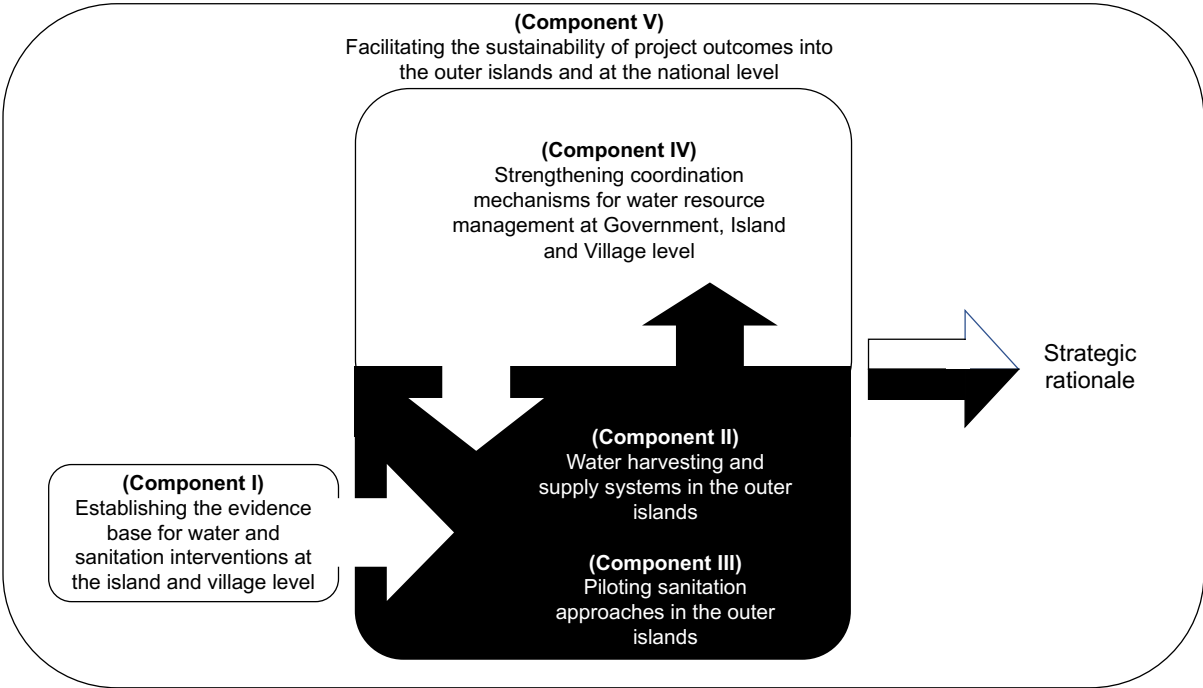 (Component V)
Facilitating the sustainability of project outcomes into
the outer islands and at the national level
(Component IV)
Strengthening coordination
mechanisms for water resource
management at Government, Island
and Village level
Strategic
rationale
(Component II)
Water harvesting and
supply systems in the outer
islands
(Component I)
Establishing the evidence
base for water and
sanitation interventions at
the island and village level
(Component III)
Piloting sanitation
approaches in the outer
islands